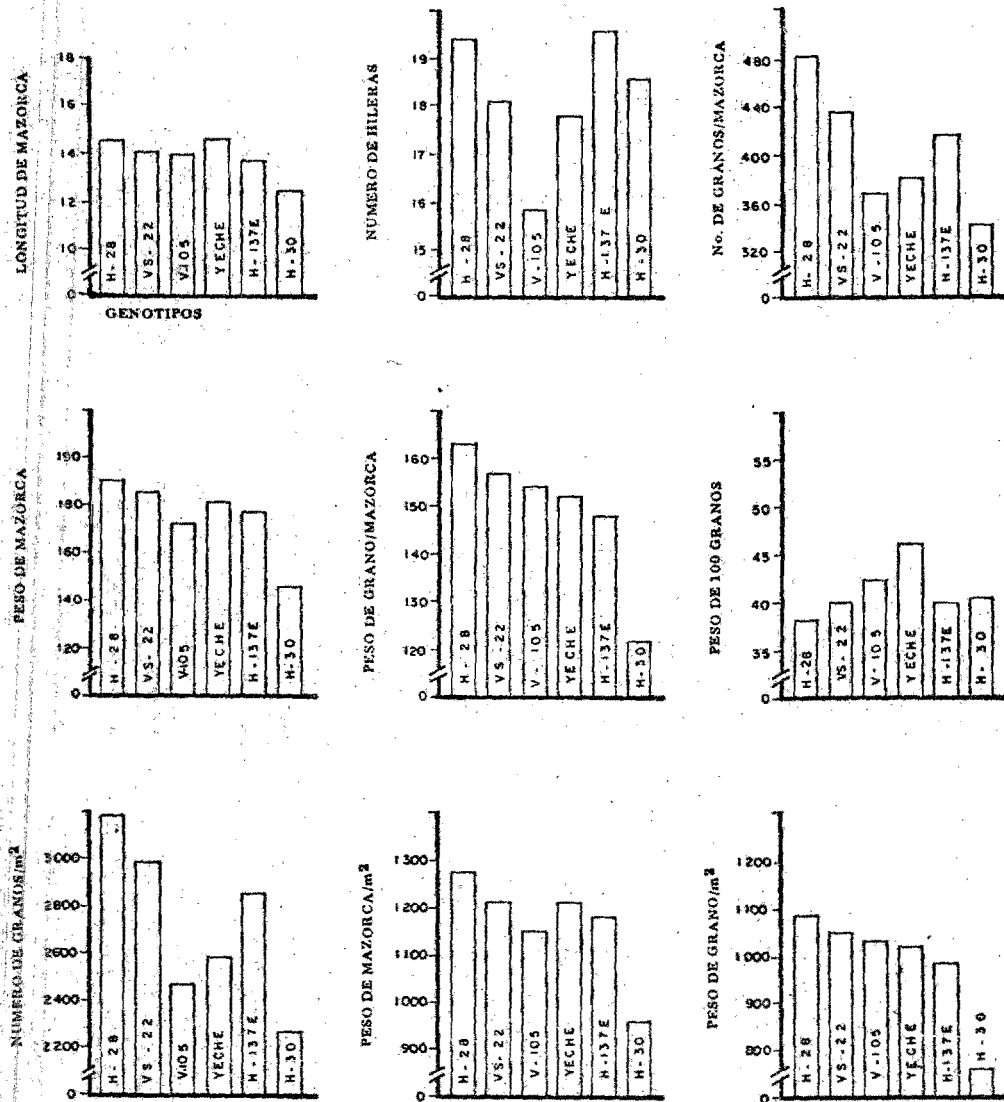 LONGITUD DE MAZORCA
18
16
14
12
10
0
H-28
VS-22
V-105
YECHE
H-137E
H-30
GENOTIPOS
NUMERO DE HILERAS
19
18
17
16
15
0
H-28
VS-22
V-105
YECHE
H-137 DE
H-30
No. DE GRANOS/MAZORCA
480
440
400
360
320
0
H-28
VS-22
V-105
YECHE
H-137E
H-30
PESO DE MAZORCA
190
180
160
140
120
0
H-28
VS-22
V-105
YECHE
H-137E
H-30
PESO DE GRANO/MAZORCA
160
150
140
130
120
0
H-28
VS-22
V-105
YECHE
H-137E
H-30
PESO DE 100 GRANOS
55
50
45
40
35
0
H-28
VS-22
V-105
YECHE
H-137E
H-30
NUMERO DE GRANOS/m²
3000
2800
2600
2400
2200
0
H-28
VS-22
V-105
YECHE
H-137E
H-30
PESO DE MAZORCA/m²
1300
1200
1100
1000
900
0
H-28
VS-22
V-105
YECHE
H-137E
H-30
PESO DE GRANO/m²
1200
1100
1000
900
800
0
H-28
VS-22
V-105
YECHE
H-137E
H-30